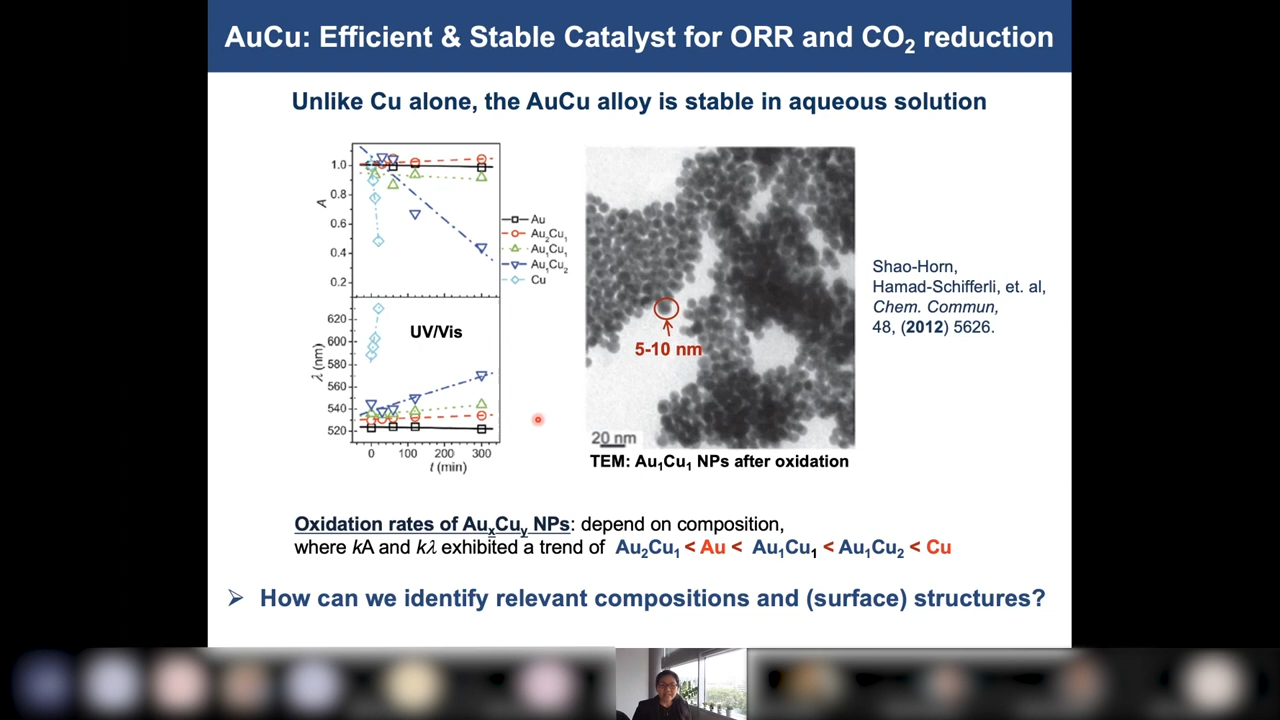 AuCu: Efficient & Stable Catalyst for ORR and CO₂ reduction
Unlike Cu alone, the AuCu alloy is stable in aqueous solution
1.0
0.8
0.6
0.4
0.2
A
Au
Au₂Cu₁
Au₁Cu₁
Au₁Cu₂
Cu
620
600
580
560
540
520
λ (nm)
UV/Vis
0 100 200 300
t (min)
5-10 nm
20 nm
TEM: Au₁Cu₁ NPs after oxidation
Shao-Horn,
Hamad-Schifferli, et. al,
Chem. Commun,
48, (2012) 5626.
Oxidation rates of AuₓCuᵧ NPs: depend on composition,
where kA and kλ exhibited a trend of Au₂Cu₁ < Au < Au₁Cu₁ < Au₁Cu₂ < Cu
➢ How can we identify relevant compositions and (surface) structures?